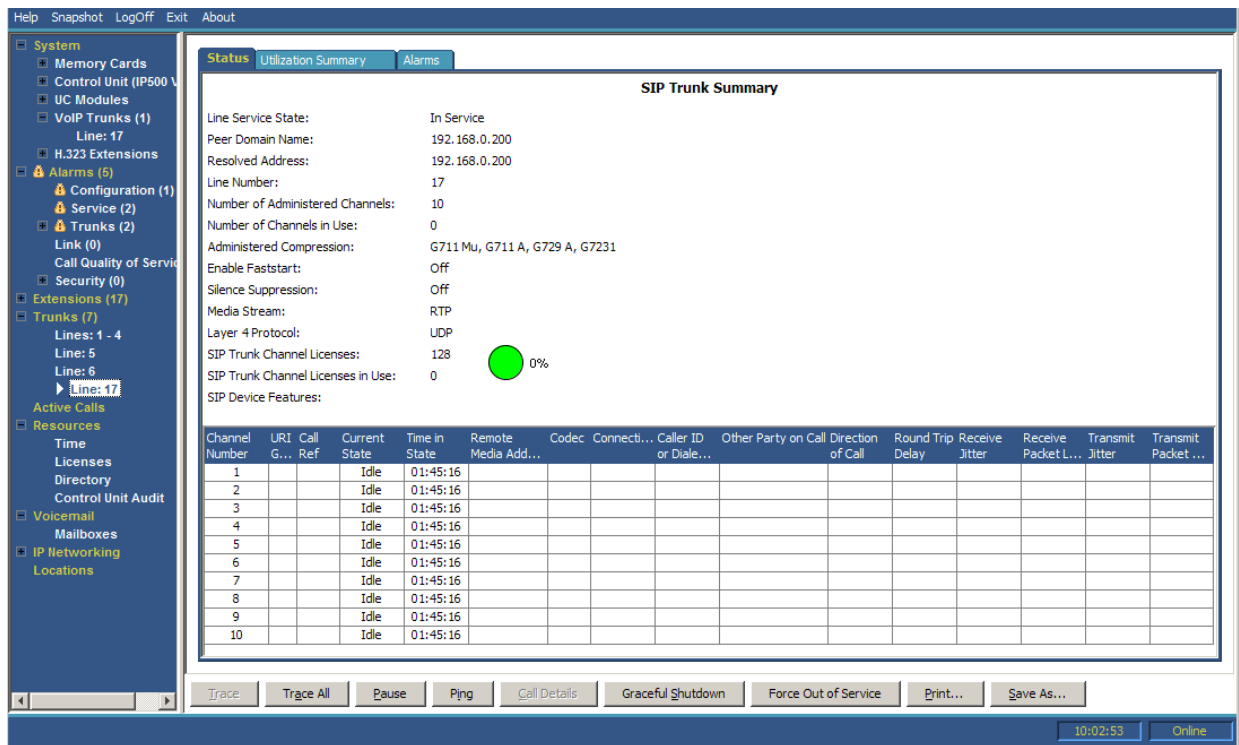 Help Snapshot LogOff Exit About
System
Memory Cards
Control Unit (IP500 V
UC Modules
VoIP Trunks (1)
Line: 17
H.323 Extensions
Alarms (5)
Configuration (1)
Service (2)
Trunks (2)
Link (0)
Call Quality of Servic
Security (0)
Extensions (17)
Trunks (7)
Lines: 1 - 4
Line: 5
Line: 6
Line: 17
Active Calls
Resources
Time
Licenses
Directory
Control Unit Audit
Voicemail
Mailboxes
IP Networking
Locations
Status Utilization Summary Alarms
SIP Trunk Summary
Line Service State: In Service
Peer Domain Name: 192.168.0.200
Resolved Address: 192.168.0.200
Line Number: 17
Number of Administered Channels: 10
Number of Channels in Use: 0
Administered Compression: G711 Mu, G711 A, G729 A, G7231
Enable Faststart: Off
Silence Suppression: Off
Media Stream: RTP
Layer 4 Protocol: UDP
SIP Trunk Channel Licenses: 128
0%
SIP Trunk Channel Licenses in Use: 0
SIP Device Features:
Channel URI Call Current Time in Remote Codec Connecti... Caller ID Other Party on Call Direction Round Trip Receive Receive Transmit Transmit
Number G... Ref State State Media Add... or Diale... of Call Delay Jitter Packet L... Jitter Packet ...
1 Idle 01:45:16
2 Idle 01:45:16
3 Idle 01:45:16
4 Idle 01:45:16
5 Idle 01:45:16
6 Idle 01:45:16
7 Idle 01:45:16
8 Idle 01:45:16
9 Idle 01:45:16
10 Idle 01:45:16
Trace Trace All Pause Ping Call Details Graceful Shutdown Force Out of Service Print... Save As...
10:02:53 Online